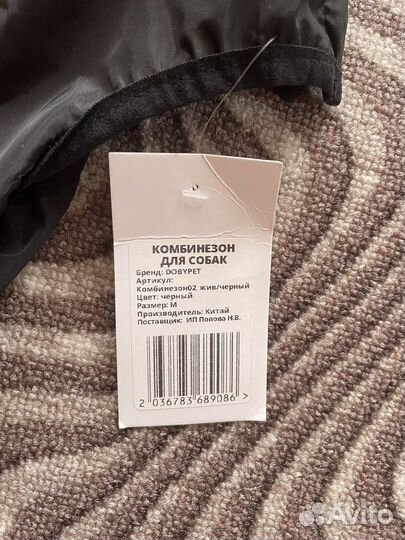 КОМБИНЕЗОН
ДЛЯ СОБАК
Бренд: DOBYPET
Артикул:
Комбинезон02 жив/черный
Цвет: черный
Размер: M
Производитель: Китай
Поставщик: ИП Попова Н.В.
2 036783 689086 >
Avito